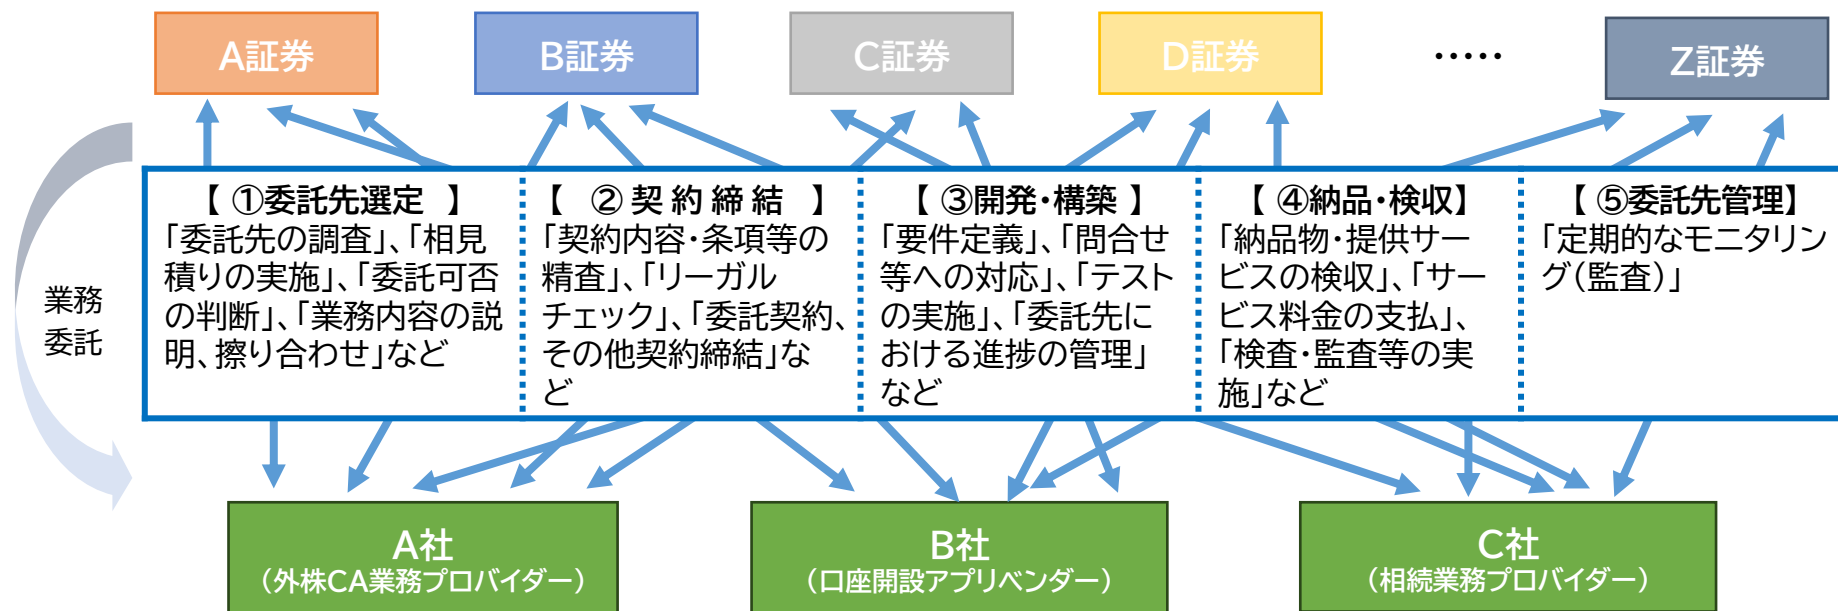 A証券
B証券
C証券
D証券
・・・・・
Z証券
業務
委託
【 ①委託先選定 】
「委託先の調査」、「相見
積りの実施」、「委託可否
の判断」、「業務内容の説
明、擦り合わせ」など
【 ②契約締結 】
「契約内容・条項等の
精査」、「リーガル
チェック」、「委託契約、
その他契約締結」な
ど
【 ③開発・構築 】
「要件定義」、「問合せ
等への対応」、「テスト
の実施」、「委託先に
おける進捗の管理」
など
【 ④納品・検収】
「納品物・提供サー
ビスの検収」、「サー
ビス料金の支払」、
「検査・監査等の実
施」など
【 ⑤委託先管理】
「定期的なモニタリン
グ(監査)」
A社
(外株CA業務プロバイダー)
B社
(口座開設アプリベンダー)
C社
(相続業務プロバイダー)